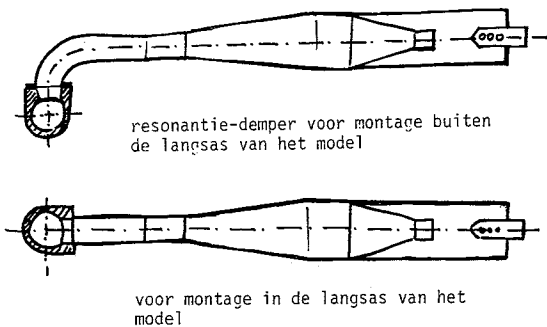 resonantie-demper voor montage buiten
de langsas van het model
voor montage in de langsas van het
model